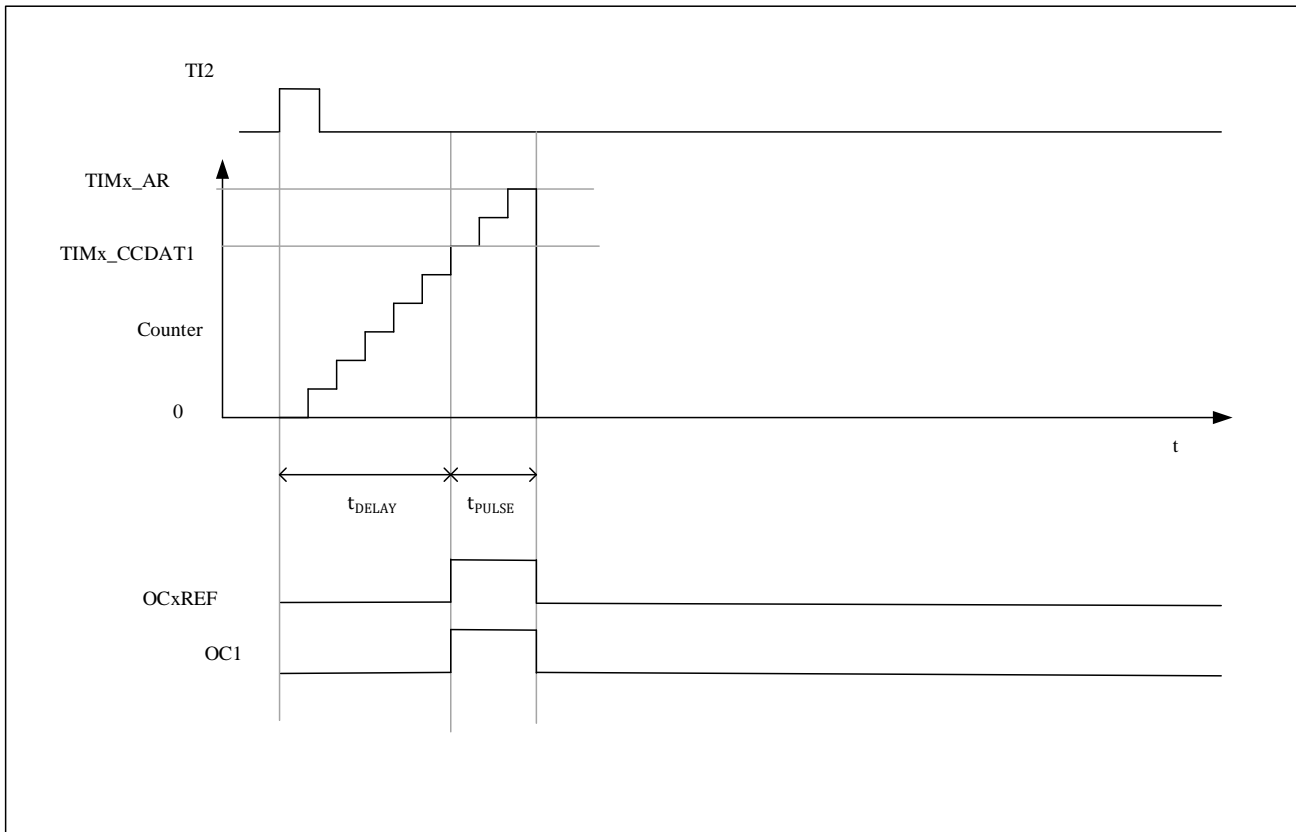 TI2
TIMx_AR
TIMx_CCDAT1
Counter
0
t
tDELAY
tPULSE
OCxREF
OC1